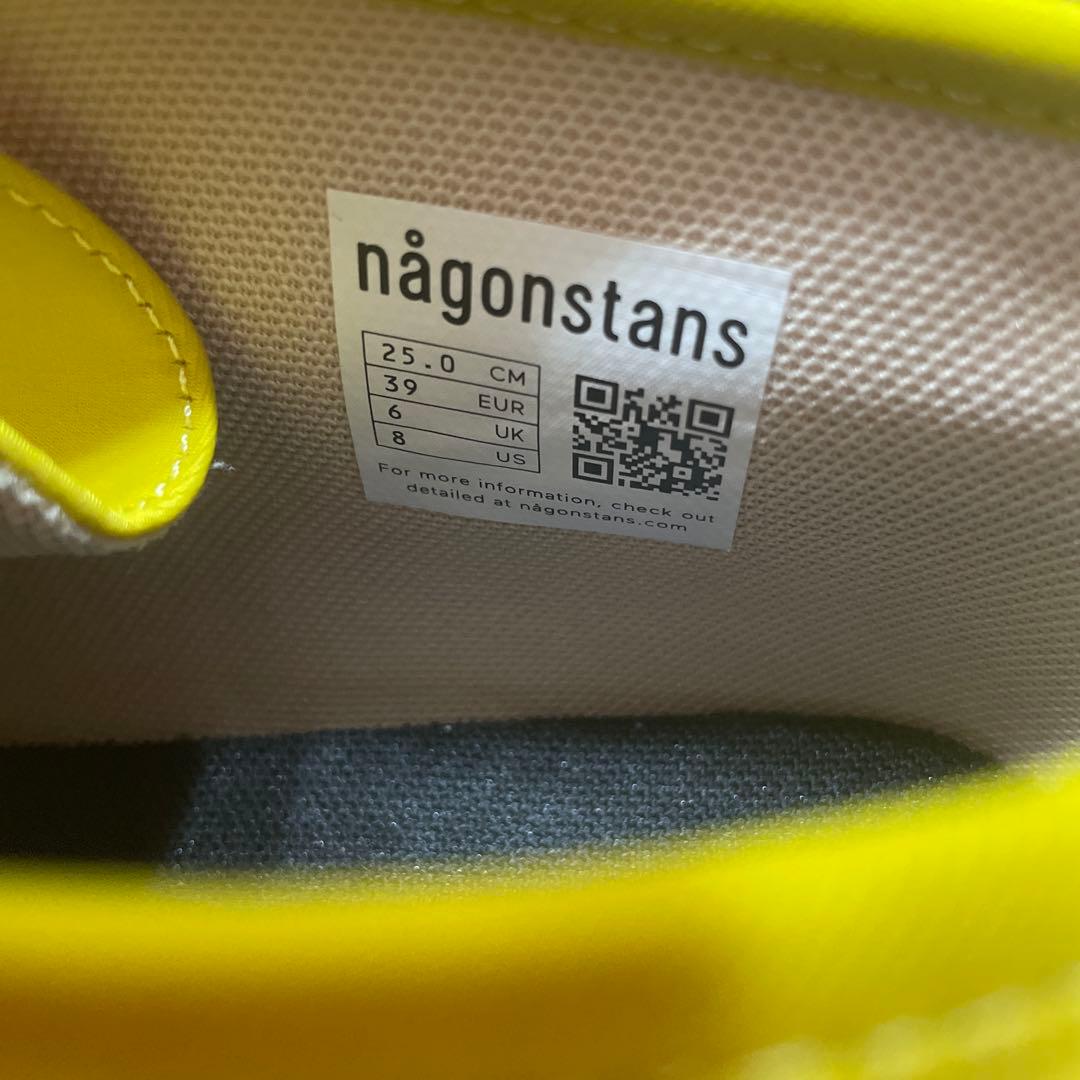 någonstans
25.0 CM
39 EUR
6 UK
8 US
For more information, check out
detailed at någonstans.com